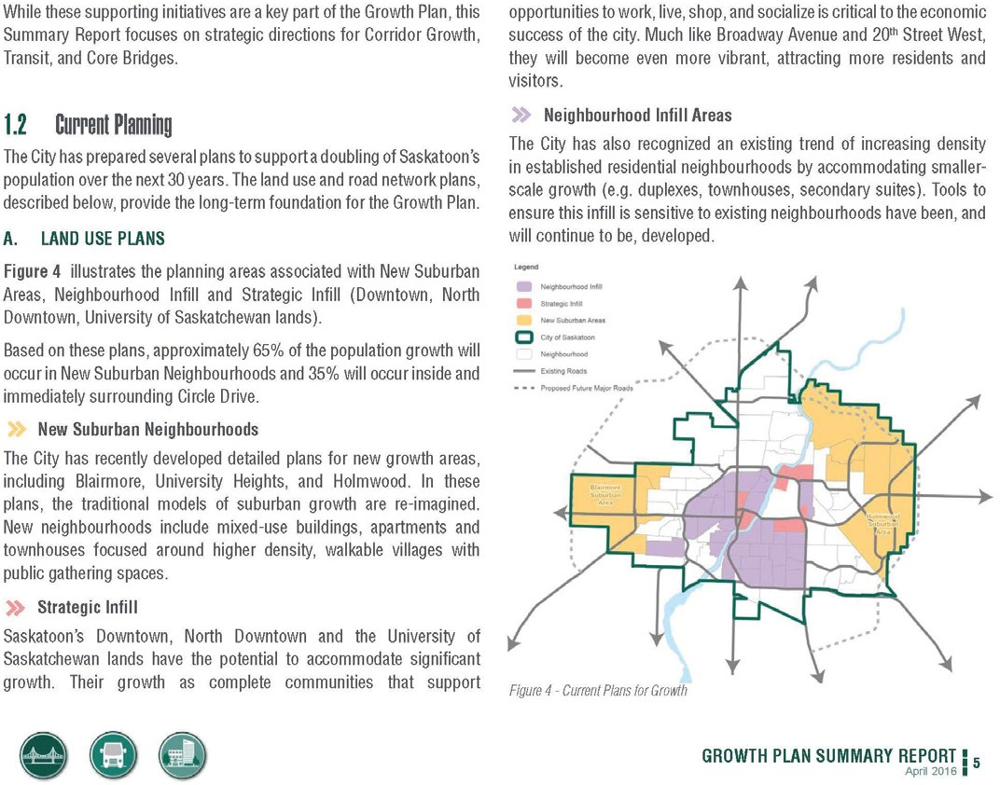 While these supporting initiatives are a key part of the Growth Plan, this
Summary Report focuses on strategic directions for Corridor Growth,
Transit, and Core Bridges.
1.2 Current Planning
The City has prepared several plans to support a doubling of Saskatoon's
population over the next 30 years. The land use and road network plans,
described below, provide the long-term foundation for the Growth Plan.
A. LAND USE PLANS
Figure 4 illustrates the planning areas associated with New Suburban
Areas, Neighbourhood Infill and Strategic Infill (Downtown, North
Downtown, University of Saskatchewan lands).
Based on these plans, approximately 65% of the population growth will
occur in New Suburban Neighbourhoods and 35% will occur inside and
immediately surrounding Circle Drive.
New Suburban Neighbourhoods
The City has recently developed detailed plans for new growth areas,
including Blairmore, University Heights, and Holmwood. In these
plans, the traditional models of suburban growth are re-imagined.
New neighbourhoods include mixed-use buildings, apartments and
townhouses focused around higher density, walkable villages with
public gathering spaces.
Strategic Infill
Saskatoon's Downtown, North Downtown and the University of
Saskatchewan lands have the potential to accommodate significant
growth. Their growth as complete communities that support
opportunities to work, live, shop, and socialize is critical to the economic
success of the city. Much like Broadway Avenue and 20th Street West,
they will become even more vibrant, attracting more residents and
visitors.
Neighbourhood Infill Areas
The City has also recognized an existing trend of increasing density
in established residential neighbourhoods by accommodating smaller-
scale growth (e.g. duplexes, townhouses, secondary suites). Tools to
ensure this infill is sensitive to existing neighbourhoods have been, and
will continue to be, developed.
Legend
Neighbourhood Infill
Strategic Infill
New Suburban Areas
City of Saskatoon
Neighbourhood
Existing Roads
Proposed Future Major Roads
Blairmore
Suburban
Area
Holmwood
Suburban
Area
Figure 4 - Current Plans for Growth
GROWTH PLAN SUMMARY REPORT
April 2016
5